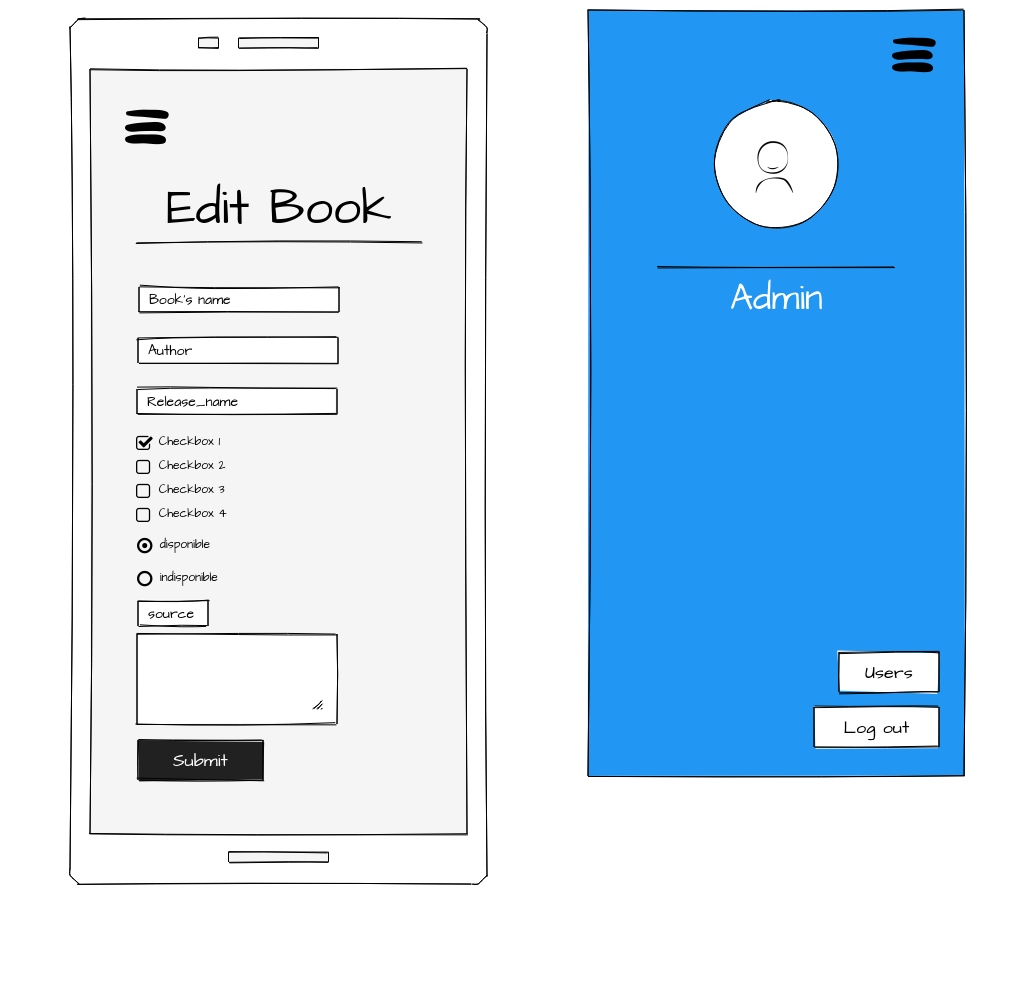 Edit Book
Book's name
Author
Release_name
Checkbox 1
Checkbox 2
Checkbox 3
Checkbox 4
disponible
indisponible
source
Submit
Admin
Users
Log out